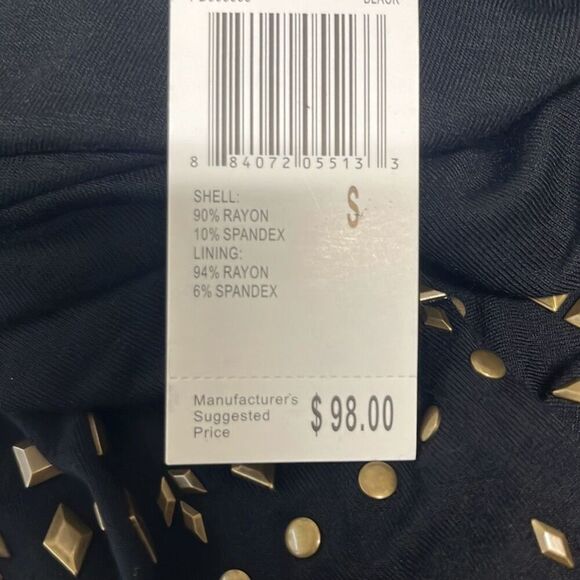 BLACK
8 84072 05513 3
SHELL:
90% RAYON
10% SPANDEX
LINING:
94% RAYON
6% SPANDEX
S
Manufacturer's
Suggested
Price
$98.00